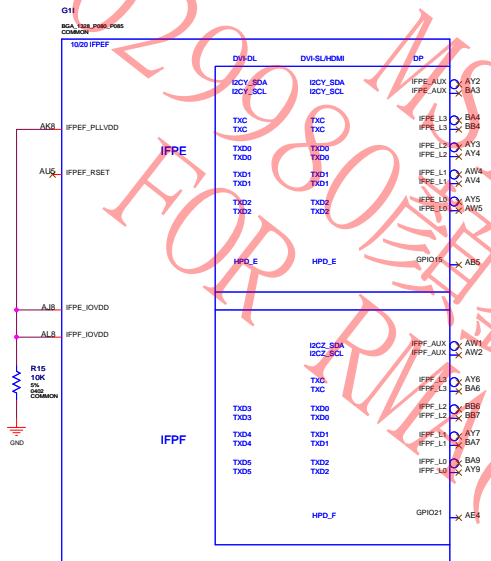 G1I
BGA_1328_P080_P085
COMMON
10/20 IFPEF
DVI-DL DVI-SL/HDMI DP
I2CY_SDA I2CY_SDA IFPE_AUX AY2
I2CY_SCL I2CY_SCL IFPE_AUX BA3
TXC TXC IFPE_L3 BA4
TXC TXC IFPE_L3 BB4
AK8 IFPEF_PLLVDD
IFPE
TXD0 TXD0 IFPE_L2 AY3
TXD0 TXD0 IFPE_L2 AY4
AU5 IFPEF_RSET
TXD1 TXD1 IFPE_L1 AW4
TXD1 TXD1 IFPE_L1 AV4
TXD2 TXD2 IFPE_L0 AY5
TXD2 TXD2 IFPE_L0 AW5
HPD_E HPD_E GPIO15 AB5
AJ8 IFPE_IOVDD
AL8 IFPF_IOVDD
I2CZ_SDA IFPF_AUX AW1
I2CZ_SCL IFPF_AUX AW2
R15
10K
5%
0402
COMMON
GND
TXC IFPF_L3 AY6
TXC IFPF_L3 BA6
TXD3 TXD0 IFPF_L2 BB6
TXD3 TXD0 IFPF_L2 BB7
IFPF
TXD4 TXD1 IFPF_L1 AY7
TXD4 TXD1 IFPF_L1 BA7
TXD5 TXD2 IFPF_L0 BA9
TXD5 TXD2 IFPF_L0 AY9
HPD_F GPIO21 AE4
MS
029980
FOR RMA